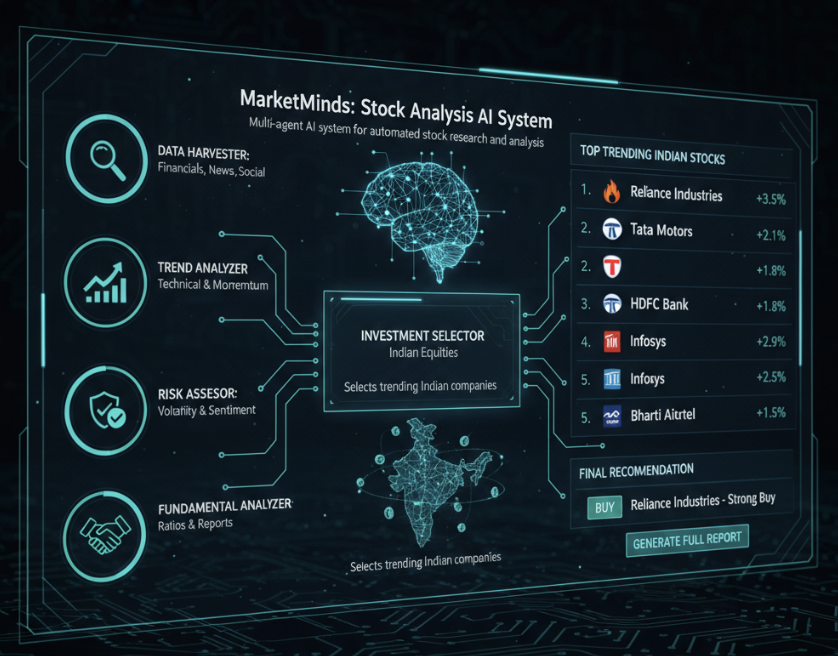 MarketMinds: Stock Analysis AI System
Multi-agent AI system for automated stock research and analysis
DATA HARVESTER:
Financials, News, Social
TREND ANALYZER
Technical & Momentum
RISK ASSESOR:
Volatility & Sentiment
FUNDAMENTAL ANALYZER
Ratios & Reports
INVESTMENT SELECTOR
Indian Equities
Selects trending Indian companies
Selects trending Indian companies
TOP TRENDING INDIAN STOCKS
1. Reliance Industries +3.5%
2. Tata Motors +2.1%
2. T +1.8%
3. HDFC Bank +1.8%
4. Infosys +2.9%
5. Infosys +2.5%
5. Bharti Aitrtel +1.5%
FINAL RECOMENDATION
BUY Reliance Industries - Strong Buy
GENERATE FULL REPORT